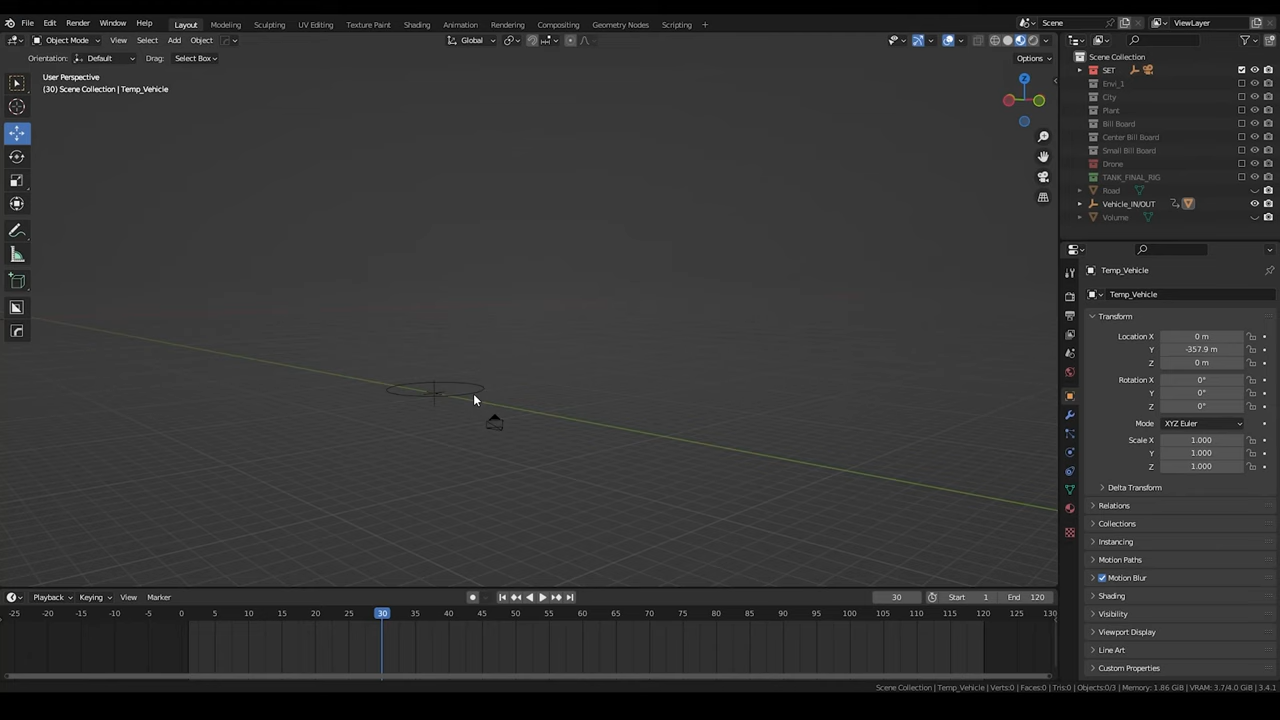 File Edit Render Window Help Layout Modeling Sculpting UV Editing Texture Paint Shading Animation Rendering Compositing Geometry Nodes Scripting + Scene ViewLayer
Object Mode View Select Add Object Global
Orientation: Default Drag: Select Box Options
User Perspective
(30) Scene Collection | Temp_Vehicle
Z
Scene Collection
SET
Envi_1
City
Plant
Bill Board
Center Bill Board
Small Bill Board
Drone
TANK_FINAL_RIG
Road
Vehicle_IN/OUT
Volume
Temp_Vehicle
Temp_Vehicle
Transform
Location X 0 m
Y -357.9 m
Z 0 m
Rotation X 0°
Y 0°
Z 0°
Mode XYZ Euler
Scale X 1.000
Y 1.000
Z 1.000
Delta Transform
Relations
Collections
Instancing
Motion Paths
Motion Blur
Shading
Visibility
Viewport Display
Line Art
Custom Properties
Playback Keying View Marker 30 Start 1 End 120
-25 -20 -15 -10 -5 0 5 10 15 20 25 30 35 40 45 50 55 60 65 70 75 80 85 90 95 100 105 110 115 120 125 130
Scene Collection | Temp_Vehicle | Verts:0 | Faces:0 | Tris:0 | Objects:0/3 | Memory: 1.86 GiB | VRAM: 3.7/4.0 GiB | 3.4.1